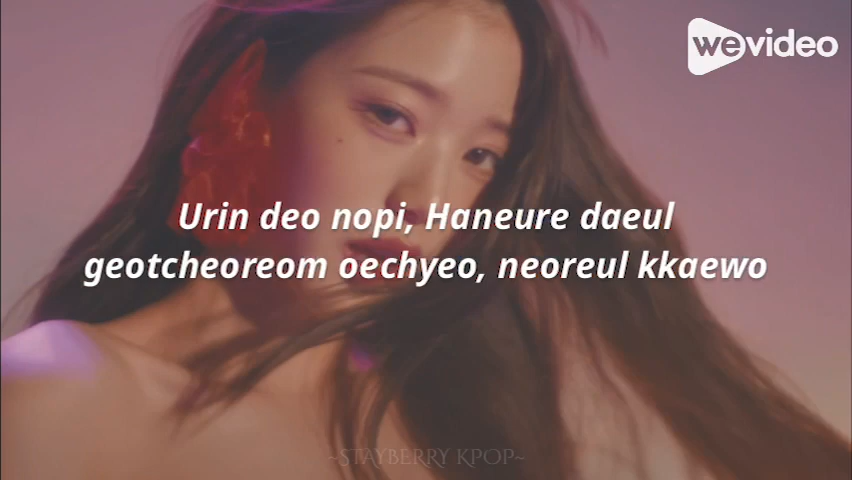 wevideo
Urin deo nopi, Haneure daeul
geotcheoreom oechyeo, neoreul kkaewo
~STAYBERRY KPOP~